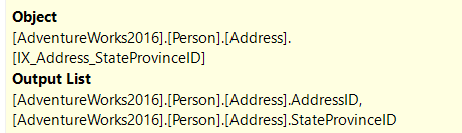 Object
[AdventureWorks2016].[Person].[Address].
[IX_Address_StateProvinceID]
Output List
[AdventureWorks2016].[Person].[Address].AddressID,
[AdventureWorks2016].[Person].[Address].StateProvinceID